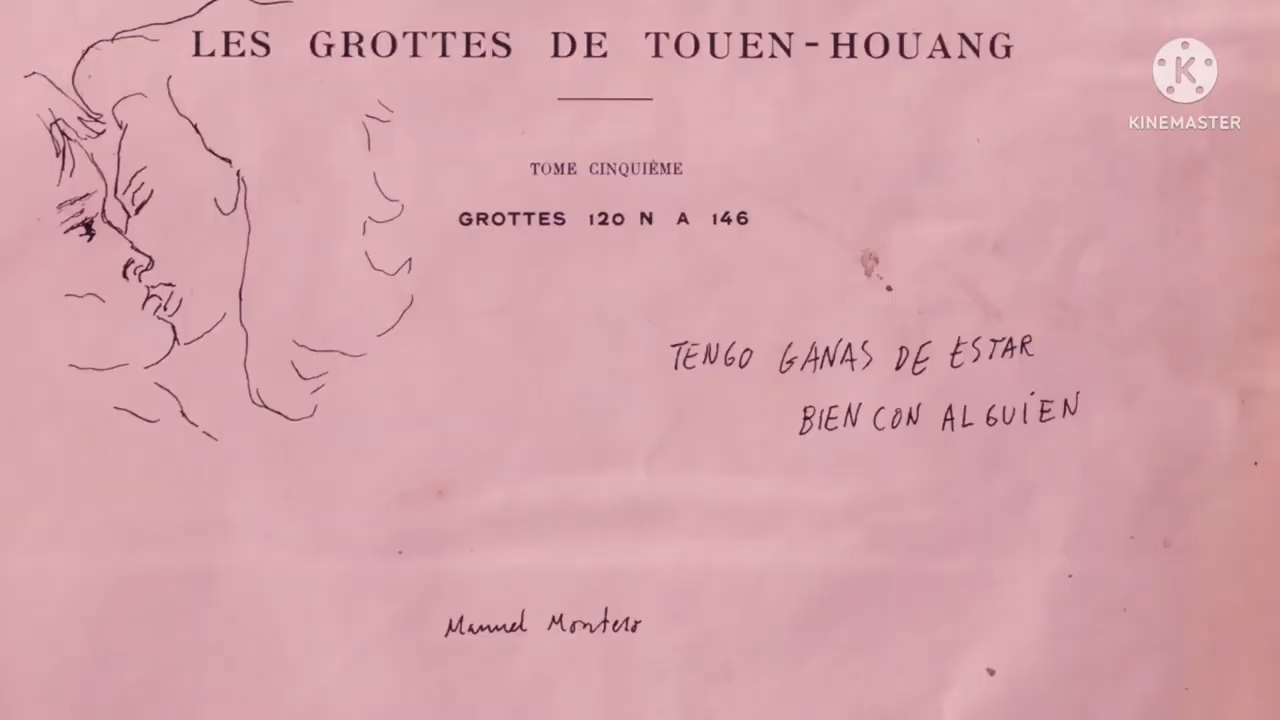 LES GROTTES DE TOUEN-HOUANG
KINEMASTER
TOME CINQUIÈME
GROTTES 120 N A 146
TENGO GANAS DE ESTAR
BIEN CON ALGUIEN
Manuel Montero